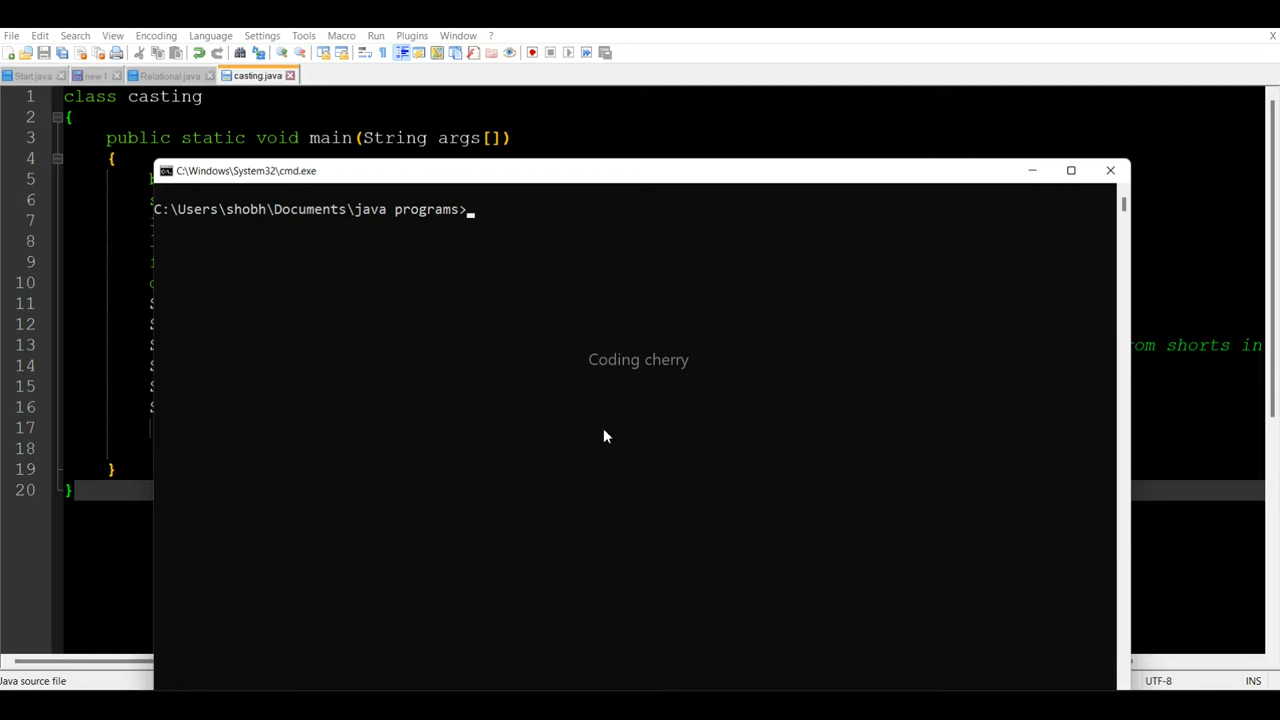 File Edit Search View Encoding Language Settings Tools Macro Run Plugins Window ? X
Start.java new 1 Relational.java casting.java
1 class casting
2 {
3 public static void main(String args[])
4 {
5
6
7
8
9
10
11
12
13 om shorts in
14
15
16
17
18
19 }
20 }
C:\Windows\System32\cmd.exe
C:\Users\shobh\Documents\java programs>
Coding cherry
Java source file UTF-8 INS